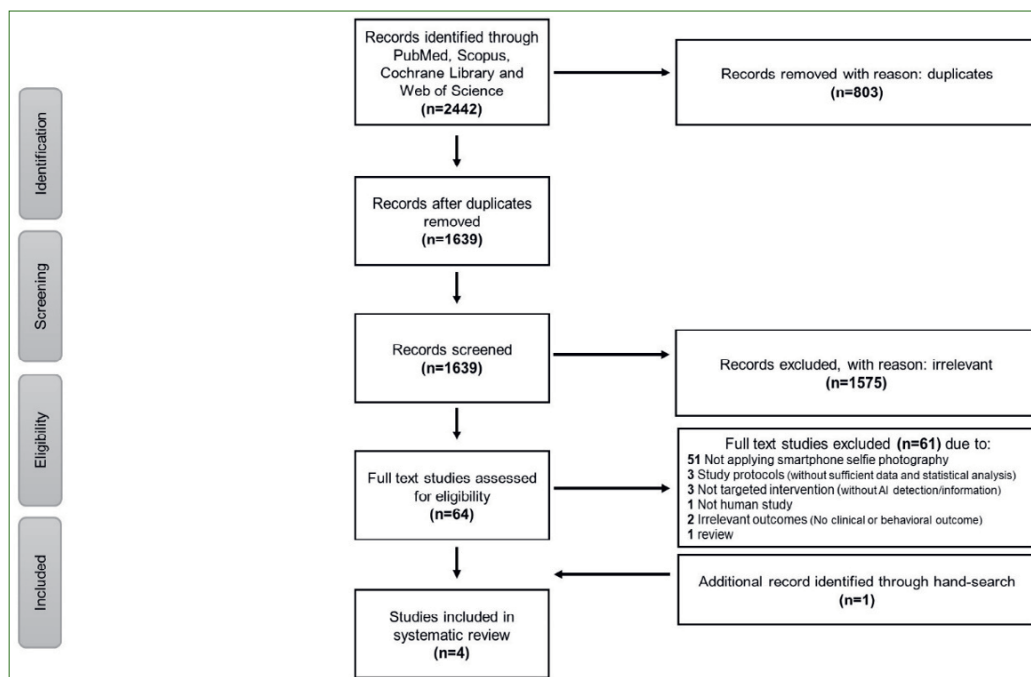 Identification
Screening
Eligibility
Included
Records identified through
PubMed, Scopus,
Cochrane Library and
Web of Science
(n=2442)
Records removed with reason: duplicates
(n=803)
Records after duplicates
removed
(n=1639)
Records screened
(n=1639)
Records excluded, with reason: irrelevant
(n=1575)
Full text studies assessed
for eligibility
(n=64)
Full text studies excluded (n=61) due to:
51 Not applying smartphone selfie photography
3 Study protocols (without sufficient data and statistical analysis)
3 Not targeted intervention (without AI detection/information)
1 Not human study
2 Irrelevant outcomes (No clinical or behavioral outcome)
1 review
Additional record identified through hand-search
(n=1)
Studies included in
systematic review
(n=4)